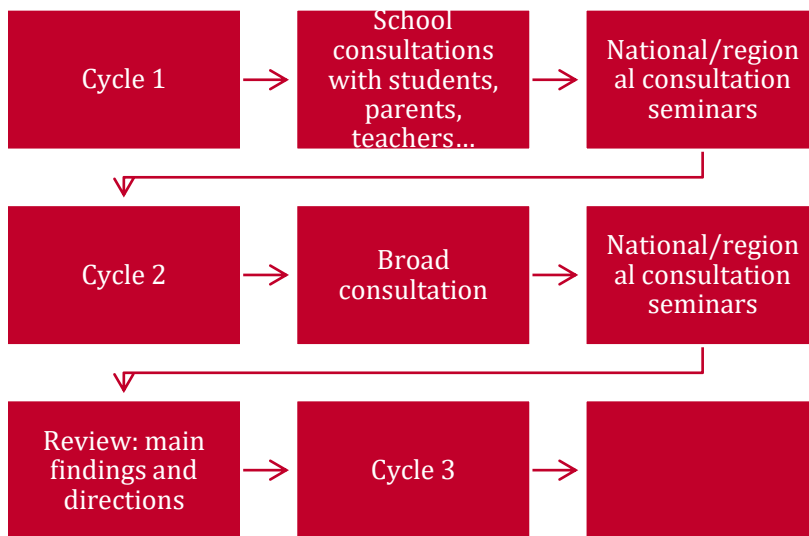 Cycle 1
School
consultations
with students,
parents,
teachers…
National/region
al consultation
seminars
Cycle 2
Broad
consultation
National/region
al consultation
seminars
Review: main
findings and
directions
Cycle 3